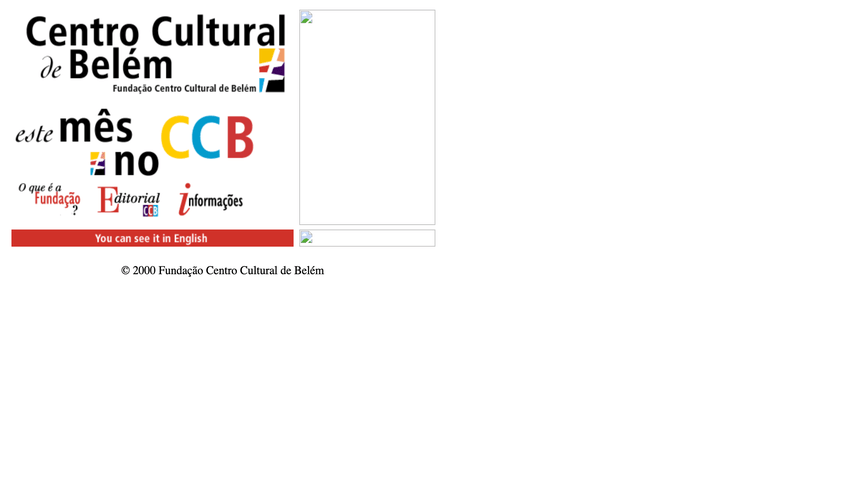 Centro Cultural
de Belém
Fundação Centro Cultural de Belém
este mês
no CCB
O que é a
Fundação
?
Editorial
CCB
informações
You can see it in English
© 2000 Fundação Centro Cultural de Belém